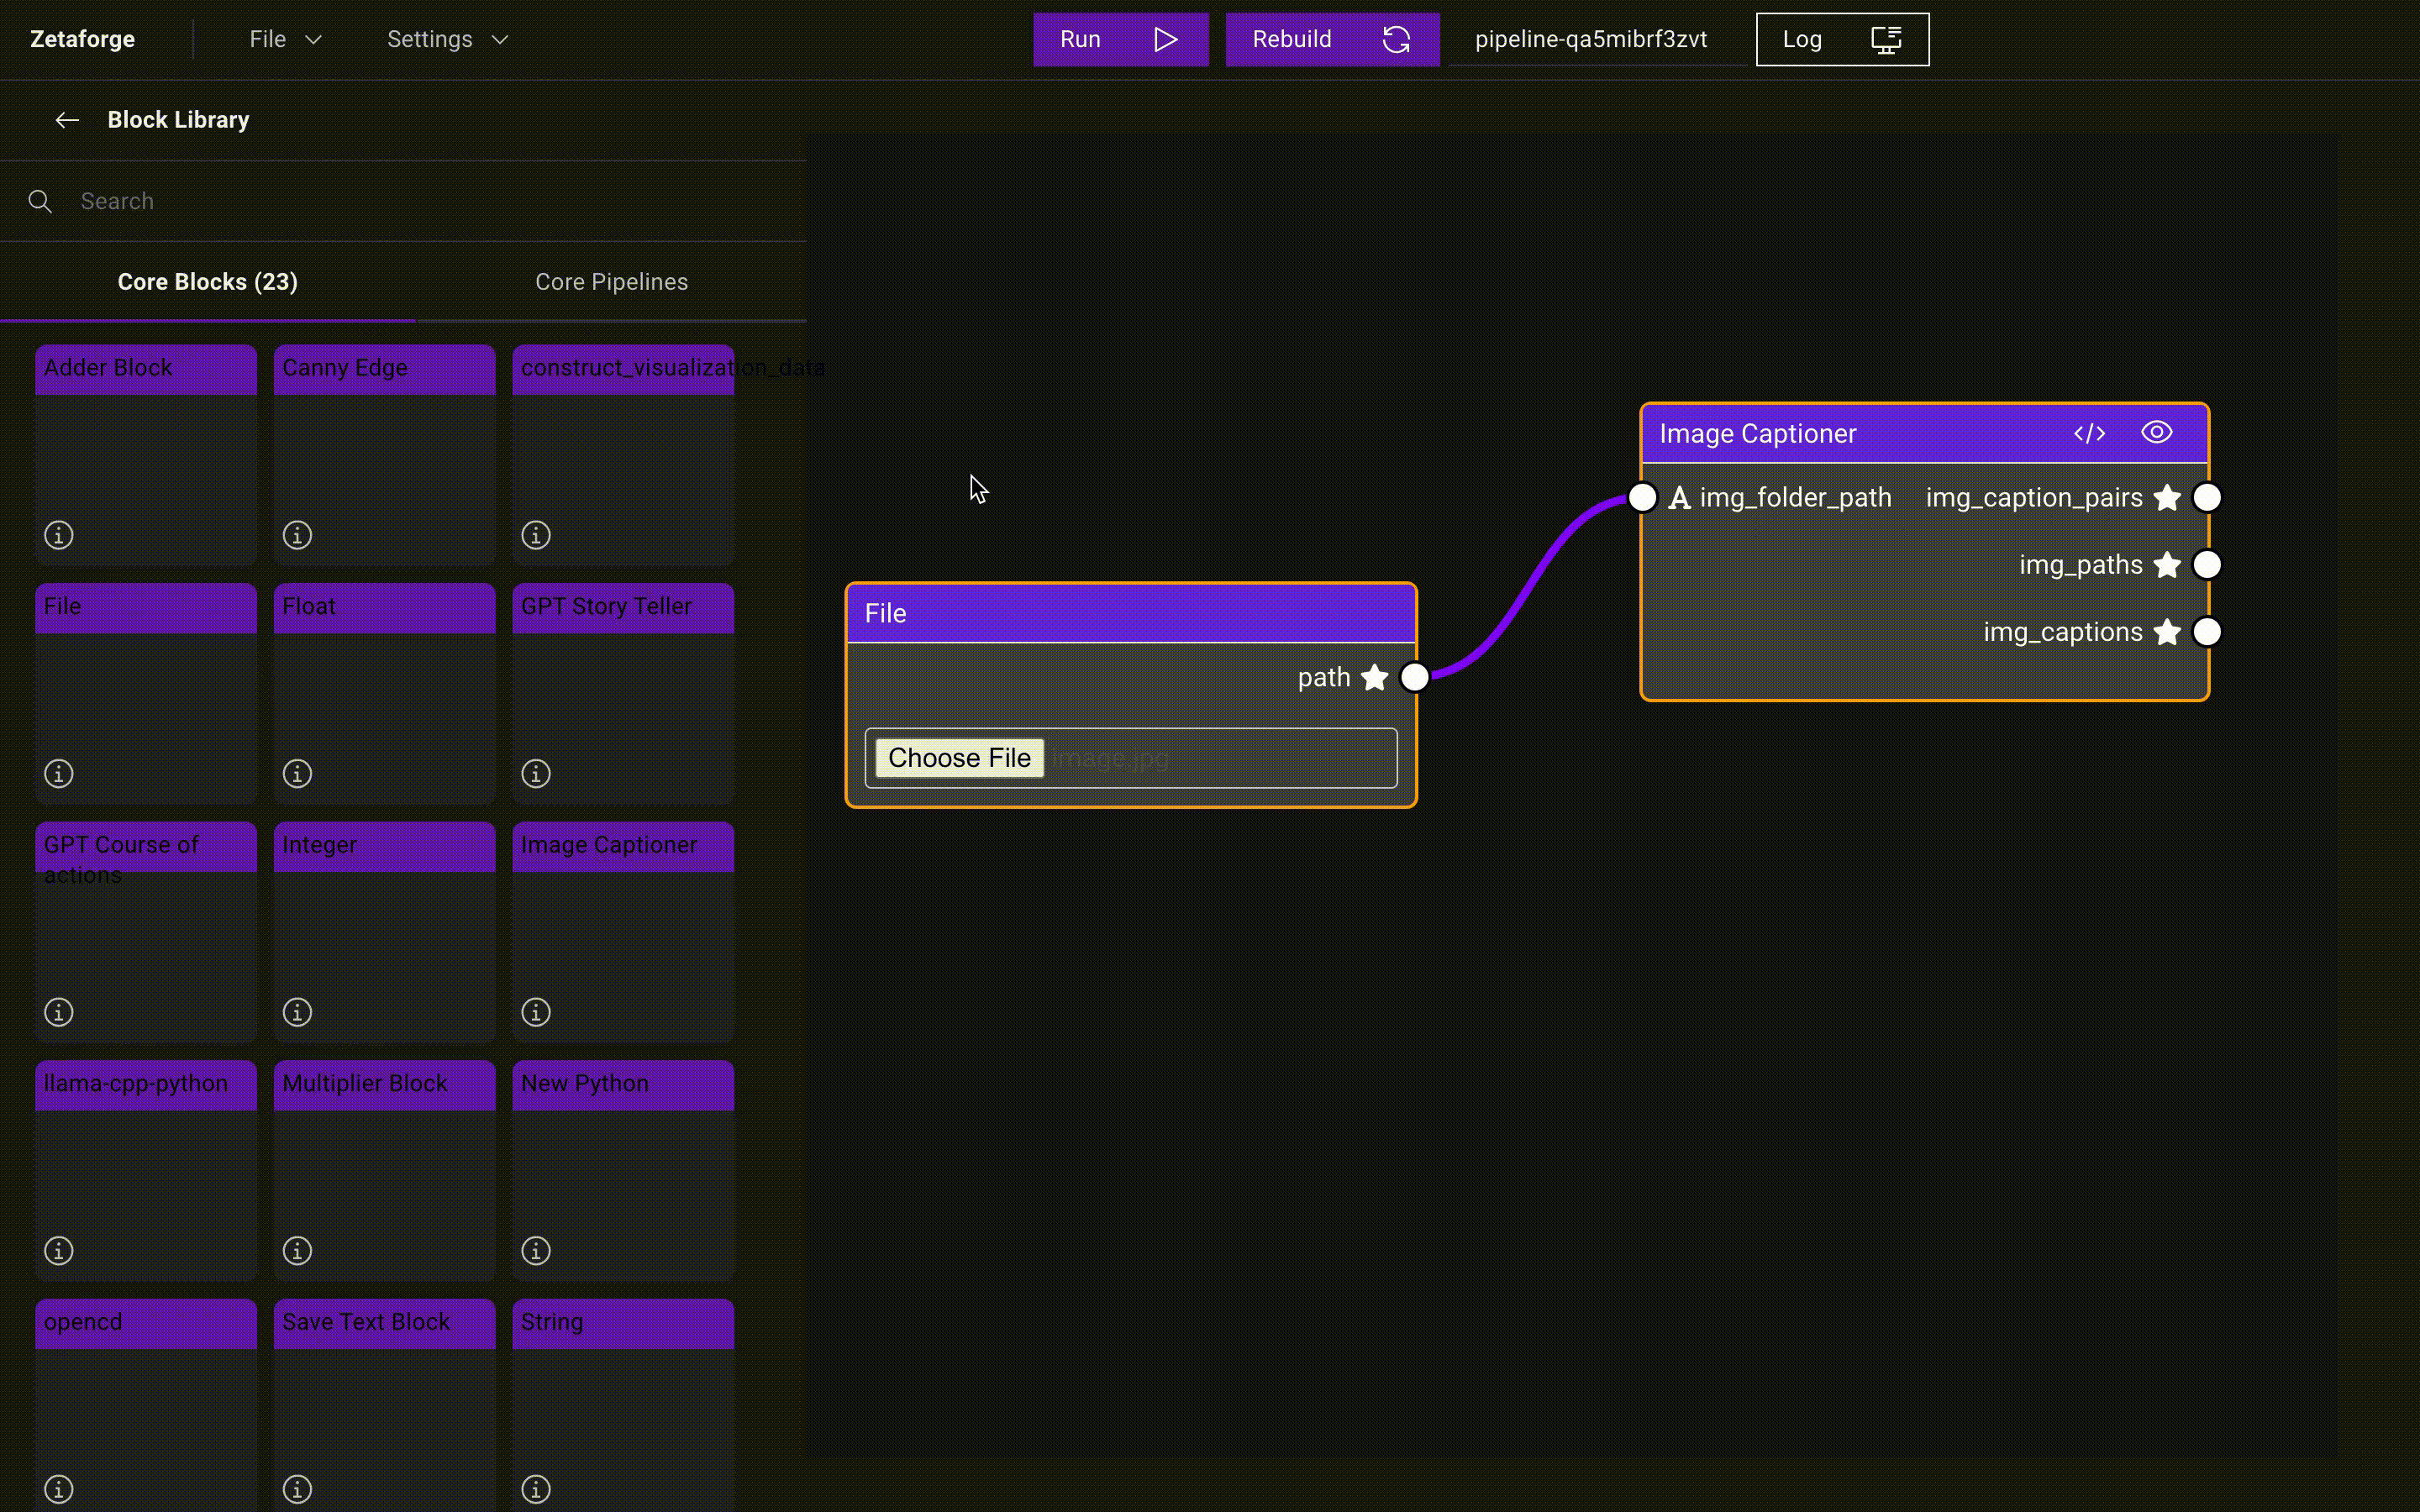 Zetaforge File Settings Run Rebuild pipeline-qa5mibrf3zvt Log
Block Library
Search
Core Blocks (23) Core Pipelines
Adder Block Canny Edge construct_visualization_data
File Float GPT Story Teller
GPT Course of
actions
Integer Image Captioner
llama-cpp-python Multiplier Block New Python
opencd Save Text Block String
File
path
Choose File image.jpg
Image Captioner
A img_folder_path img_caption_pairs
img_paths
img_captions